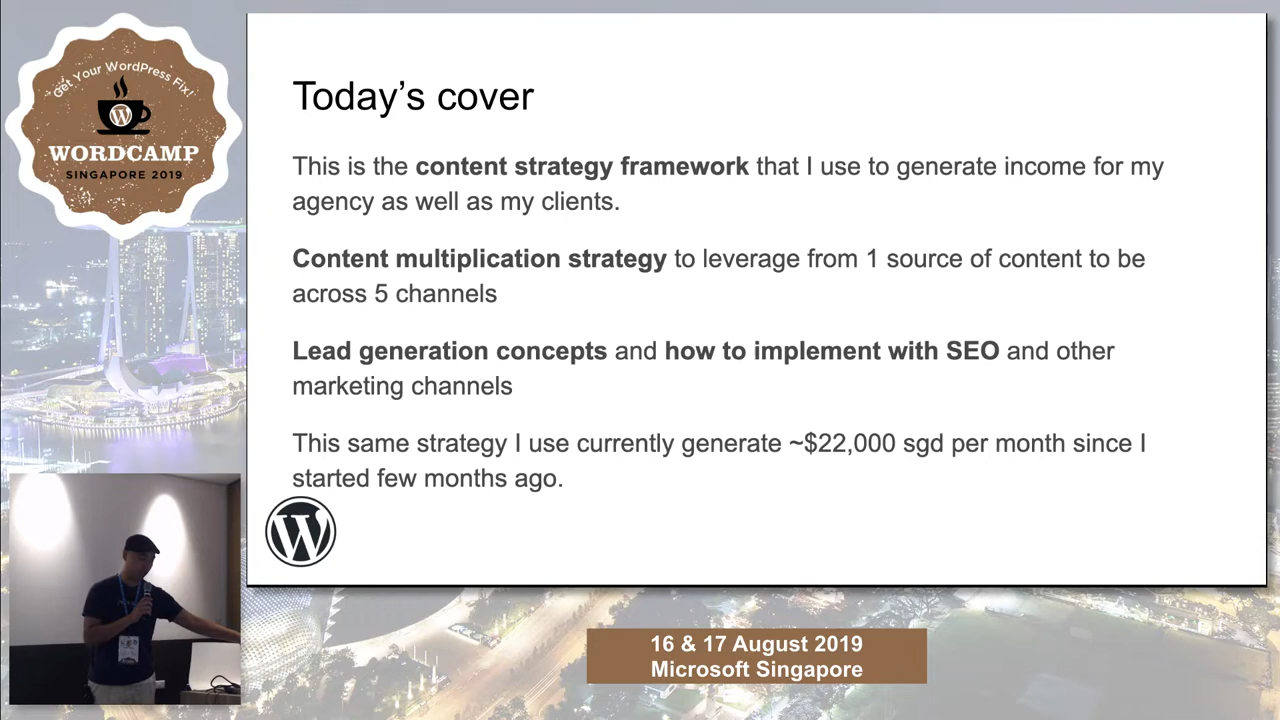 Get Your WordPress Fix!
WORDCAMP
SINGAPORE 2019
Today’s cover
This is the content strategy framework that I use to generate income for my
agency as well as my clients.
Content multiplication strategy to leverage from 1 source of content to be
across 5 channels
Lead generation concepts and how to implement with SEO and other
marketing channels
This same strategy I use currently generate ~$22,000 sgd per month since I
started few months ago.
16 & 17 August 2019
Microsoft Singapore